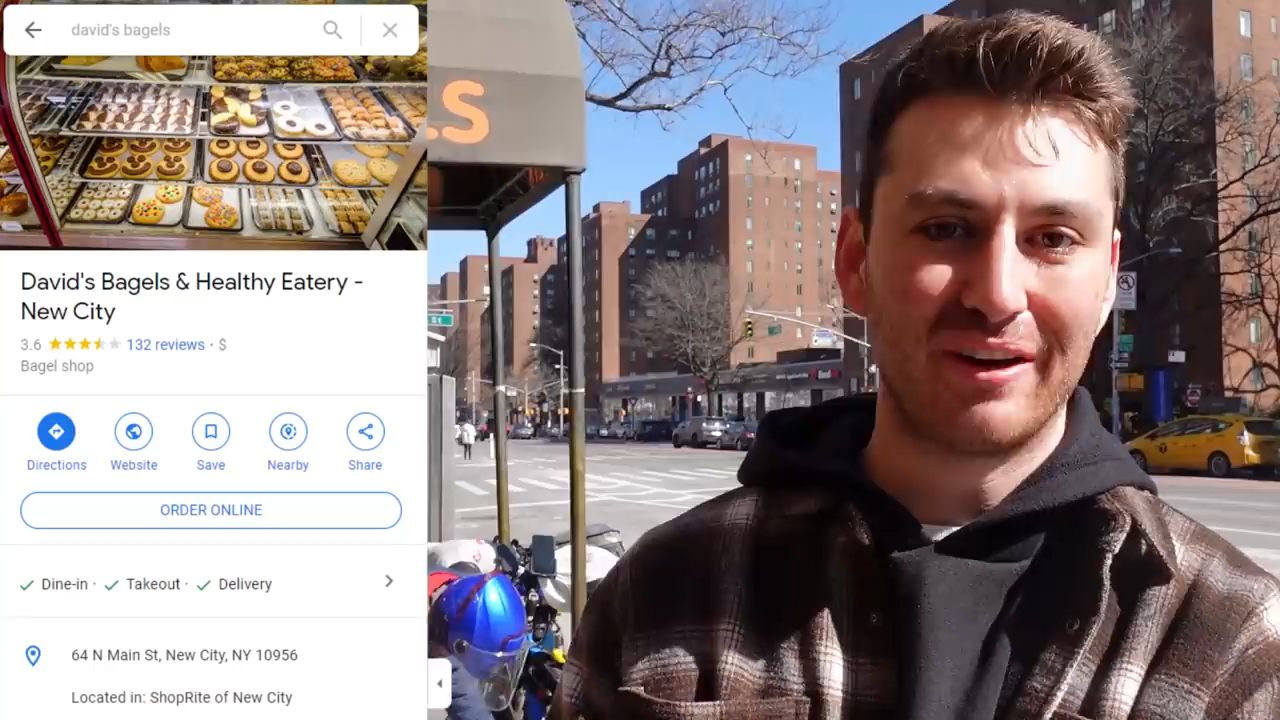 david's bagels
David's Bagels & Healthy Eatery -
New City
3.6 132 reviews · $
Bagel shop
Directions Website Save Nearby Share
ORDER ONLINE
Dine-in · Takeout · Delivery
64 N Main St, New City, NY 10956
Located in: ShopRite of New City
LS
St